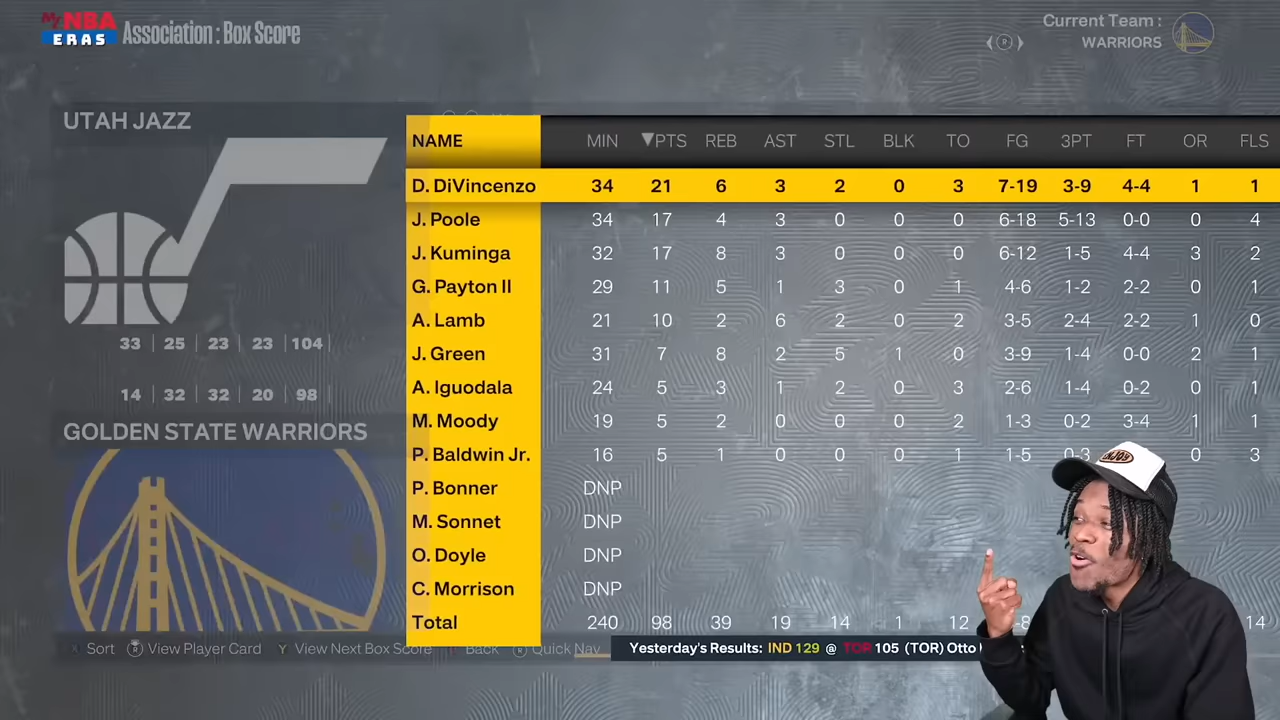 My NBA
ERAS
Association : Box Score
Current Team :
WARRIORS
UTAH JAZZ
33 | 25 | 23 | 23 | 104 |
14 | 32 | 32 | 20 | 98 |
GOLDEN STATE WARRIORS
NAME MIN ▼PTS REB AST STL BLK TO FG 3PT FT OR FLS
D. DiVincenzo 34 21 6 3 2 0 3 7-19 3-9 4-4 1 1
J. Poole 34 17 4 3 0 0 0 6-18 5-13 0-0 0 4
J. Kuminga 32 17 8 3 0 0 0 6-12 1-5 4-4 3 2
G. Payton II 29 11 5 1 3 0 1 4-6 1-2 2-2 0 1
A. Lamb 21 10 2 6 2 0 2 3-5 2-4 2-2 1 0
J. Green 31 7 8 2 5 1 0 3-9 1-4 0-0 2 1
A. Iguodala 24 5 3 1 2 0 3 2-6 1-4 0-2 0 1
M. Moody 19 5 2 0 0 0 2 1-3 0-2 3-4 1 1
P. Baldwin Jr. 16 5 1 0 0 0 1 1-5 0-3 0 3
P. Bonner DNP
M. Sonnet DNP
O. Doyle DNP
C. Morrison DNP
Total 240 98 39 19 14 1 12 14
X Sort R View Player Card Y View Next Box Score Back R Quick Nav
Yesterday's Results: IND 129 @ TOR 105 (TOR) Otto
ENJOY